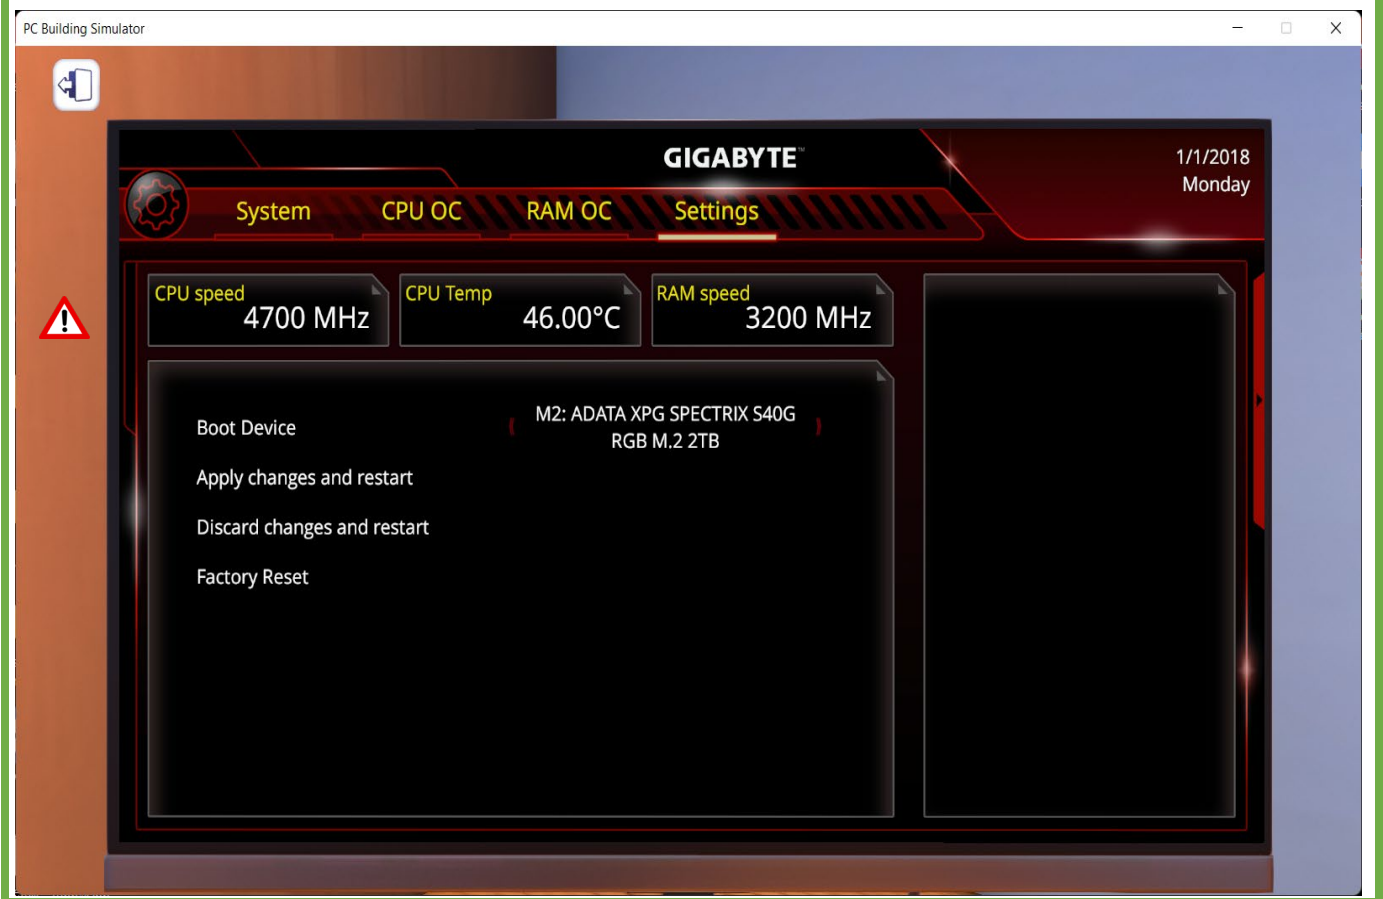 PC Building Simulator
GIGABYTE™
1/1/2018
Monday
System
CPU OC
RAM OC
Settings
CPU speed
4700 MHz
CPU Temp
46.00°C
RAM speed
3200 MHz
Boot Device
M2: ADATA XPG SPECTRIX S40G
RGB M.2 2TB
Apply changes and restart
Discard changes and restart
Factory Reset